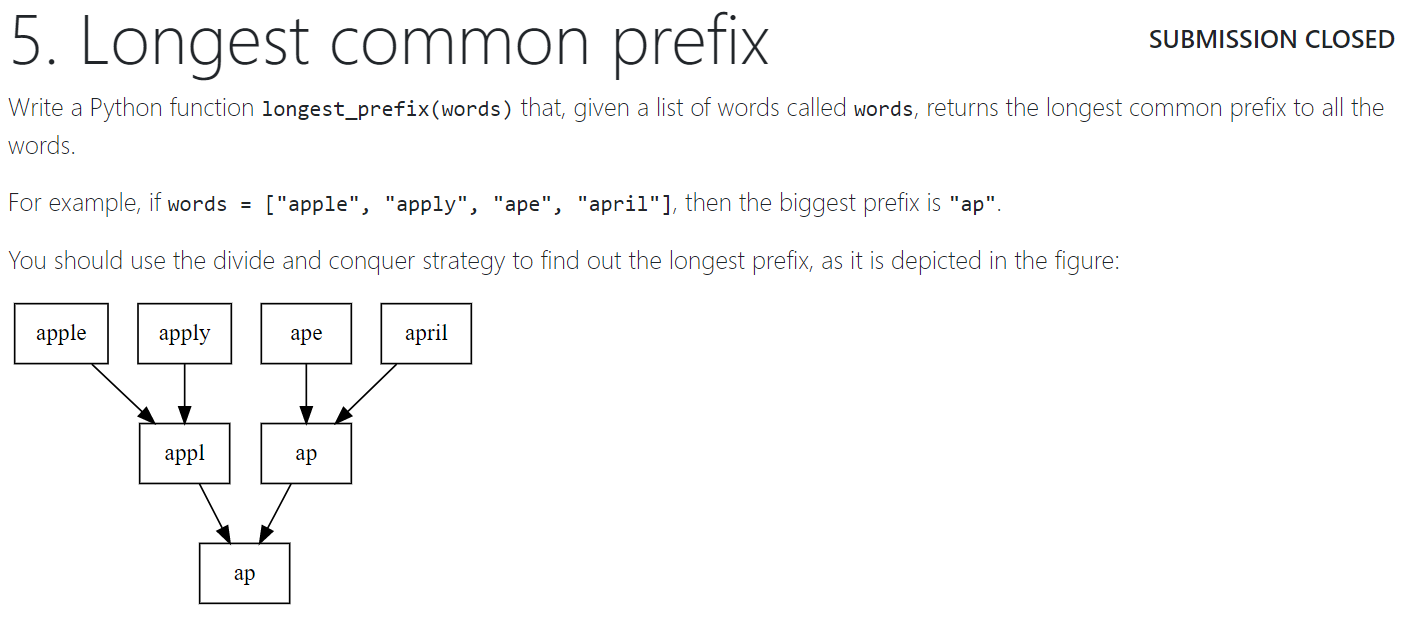 5. Longest common prefix
SUBMISSION CLOSED
Write a Python function longest_prefix(words) that, given a list of words called words, returns the longest common prefix to all the
words.
For example, if words = ["apple", "apply", "ape", "april"], then the biggest prefix is "ap".
You should use the divide and conquer strategy to find out the longest prefix, as it is depicted in the figure:
apple apply ape april
appl ap
ap